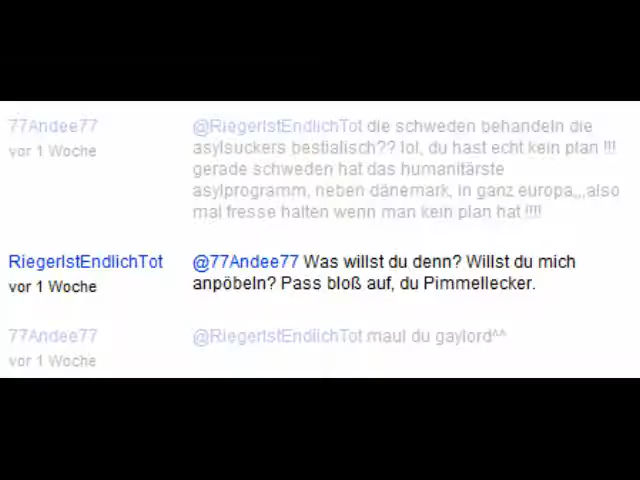 77Andee77
@RiegerIstEndlichTot die schweden behandeln die
vor 1 Woche
asylsuckers bestialisch?? lol, du hast echt kein plan !!!
gerade schweden hat das humanitärste
asylprogramm, neben dänemark, in ganz europa,,,also
mal fresse halten wenn man kein plan hat !!!!
RiegerIstEndlichTot
@77Andee77 Was willst du denn? Willst du mich
vor 1 Woche
anpöbeln? Pass bloß auf, du Pimmellecker.
77Andee77
@RiegerIstEndlichTot maul du gaylord^^
vor 1 Woche